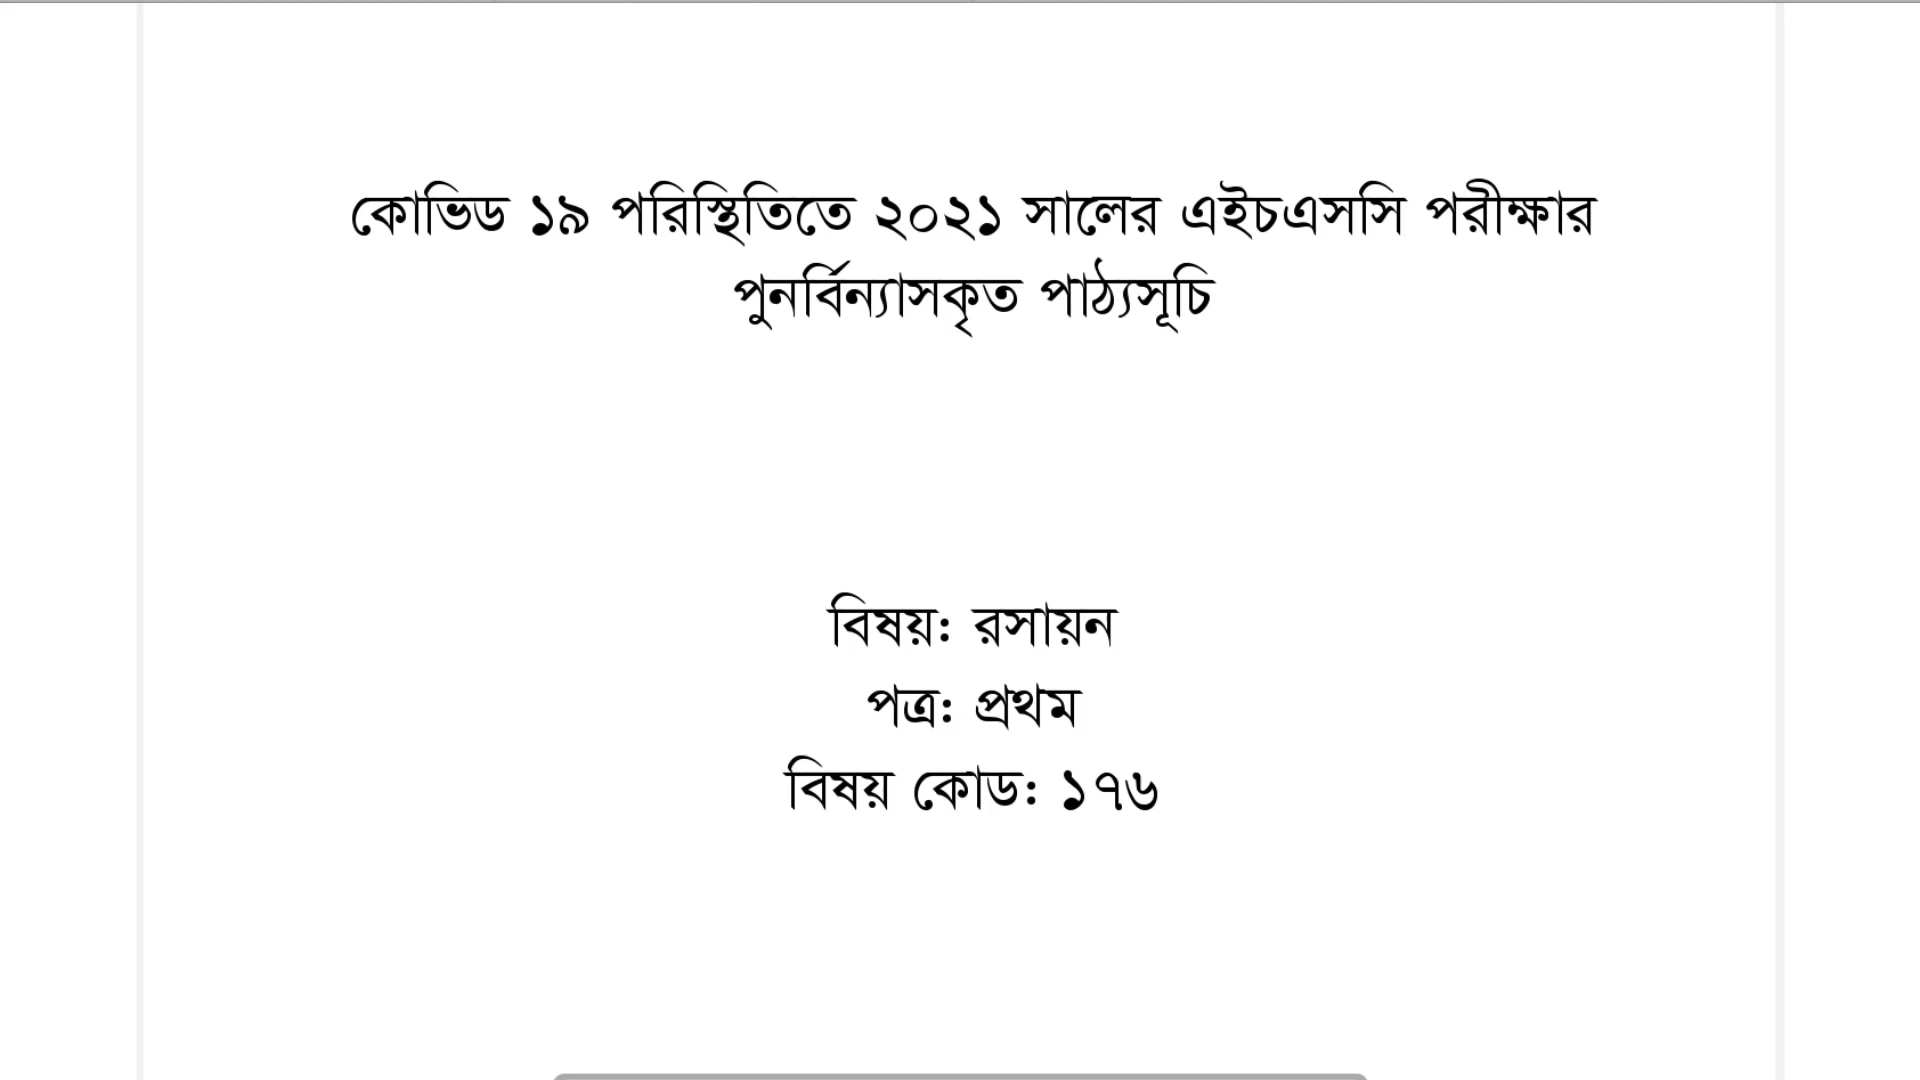 কোভিড ১৯ পরিস্থিতিতে ২০২১ সালের এইচএসসি পরীক্ষার
পুনর্বিন্যাসকৃত পাঠ্যসূচি
বিষয়: রসায়ন
পত্র: প্রথম
বিষয় কোড: ১৭৬